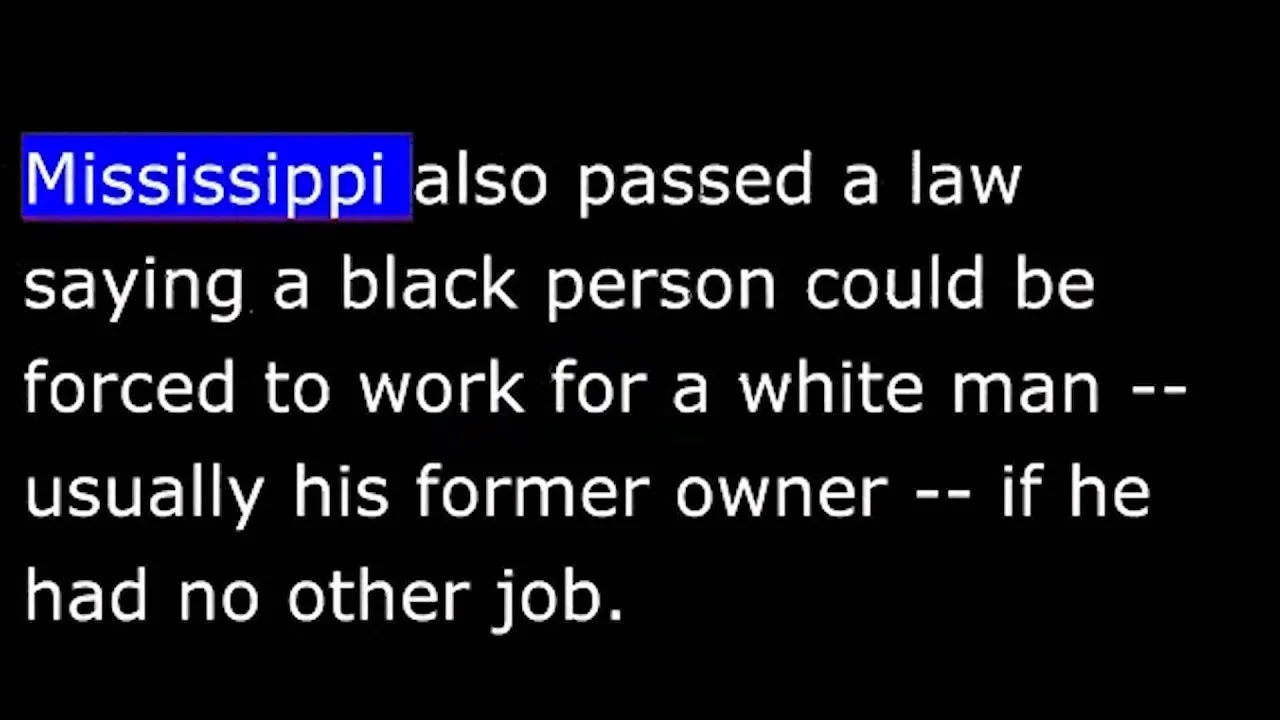 Mississippi also passed a law
saying a black person could be
forced to work for a white man --
usually his former owner -- if he
had no other job.